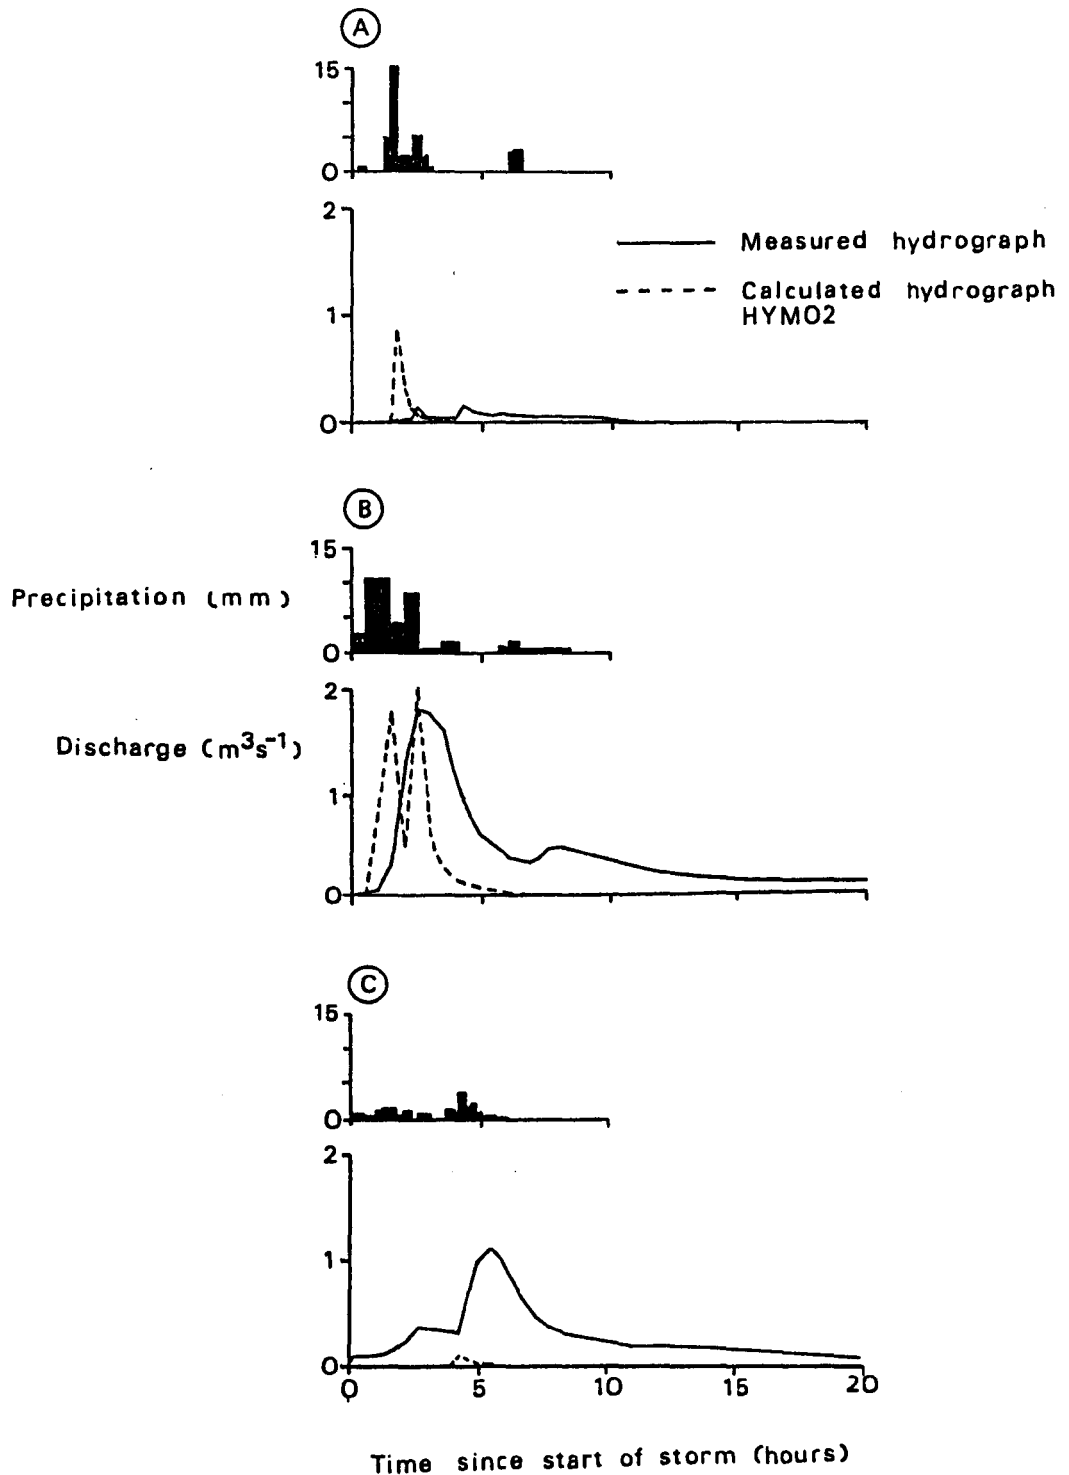 A
15
0
2
1
0
Measured hydrograph
Calculated hydrograph
HYMO2
B
15
0
Precipitation (mm)
2
1
0
Discharge (m³s⁻¹)
C
15
0
2
1
0
0 5 10 15 20
Time since start of storm (hours)